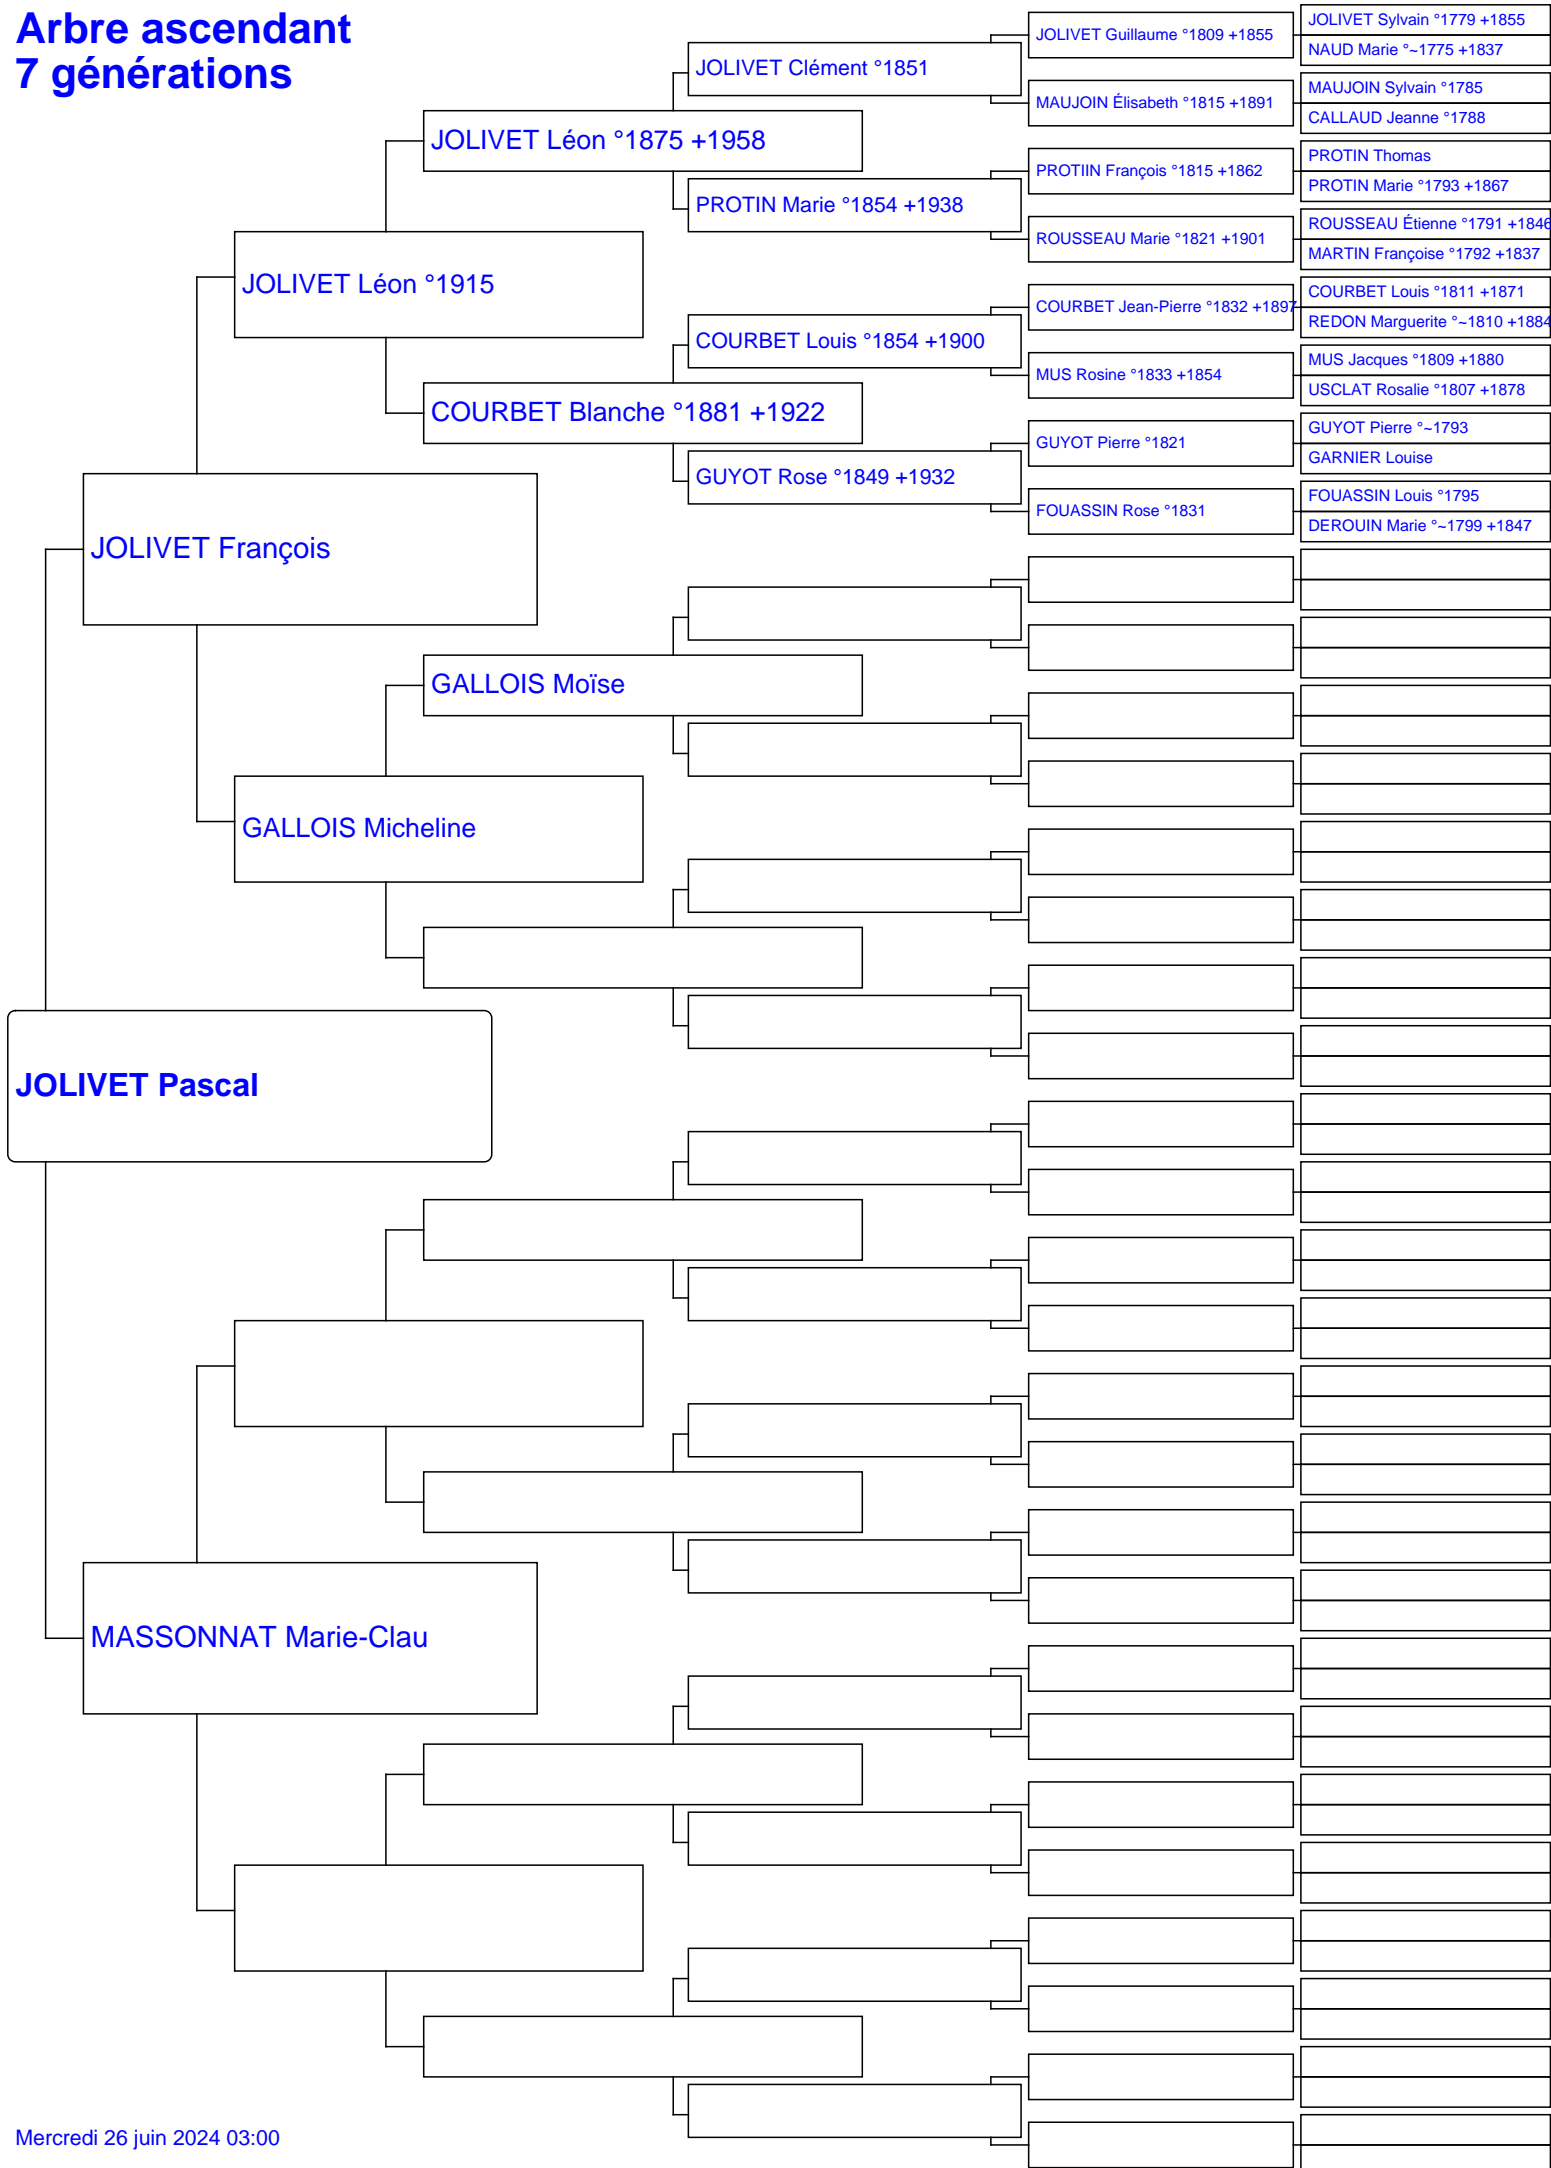 Arbre ascendant
7 générations
JOLIVET Pascal
JOLIVET François
MASSONNAT Marie-Clau
JOLIVET Léon °1915
GALLOIS Micheline
JOLIVET Léon °1875 +1958
COURBET Blanche °1881 +1922
GALLOIS Moïse
JOLIVET Clément °1851
PROTIN Marie °1854 +1938
COURBET Louis °1854 +1900
GUYOT Rose °1849 +1932
JOLIVET Guillaume °1809 +1855
MAUJOIN Élisabeth °1815 +1891
PROTIIN François °1815 +1862
ROUSSEAU Marie °1821 +1901
COURBET Jean-Pierre °1832 +1897
MUS Rosine °1833 +1854
GUYOT Pierre °1821
FOUASSIN Rose °1831
JOLIVET Sylvain °1779 +1855
NAUD Marie °~1775 +1837
MAUJOIN Sylvain °1785
CALLAUD Jeanne °1788
PROTIN Thomas
PROTIN Marie °1793 +1867
ROUSSEAU Étienne °1791 +1846
MARTIN Françoise °1792 +1837
COURBET Louis °1811 +1871
REDON Marguerite °~1810 +1884
MUS Jacques °1809 +1880
USCLAT Rosalie °1807 +1878
GUYOT Pierre °~1793
GARNIER Louise
FOUASSIN Louis °1795
DEROUIN Marie °~1799 +1847
Mercredi 26 juin 2024 03:00